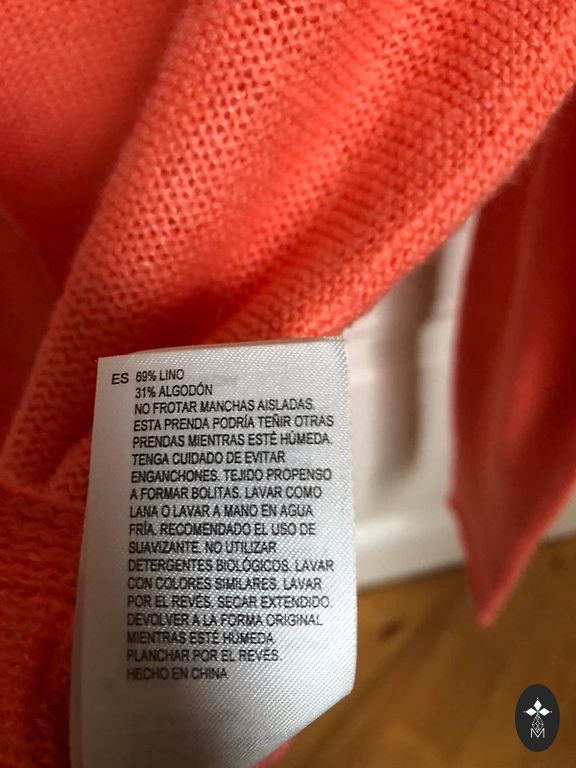 ES 69% LINO
31% ALGODÓN
NO FROTAR MANCHAS AISLADAS.
ESTA PRENDA PODRÍA TEÑIR OTRAS
PRENDAS MIENTRAS ESTÉ HÚMEDA.
TENGA CUIDADO DE EVITAR
ENGANCHONES. TEJIDO PROPENSO
A FORMAR BOLITAS. LAVAR COMO
LANA O LAVAR A MANO EN AGUA
FRÍA. RECOMENDADO EL USO DE
SUAVIZANTE. NO UTILIZAR
DETERGENTES BIOLÓGICOS. LAVAR
CON COLORES SIMILARES. LAVAR
POR EL REVÉS. SECAR EXTENDIDO.
DEVOLVER A LA FORMA ORIGINAL
MIENTRAS ESTÉ HÚMEDA.
PLANCHAR POR EL REVÉS.
HECHO EN CHINA
M